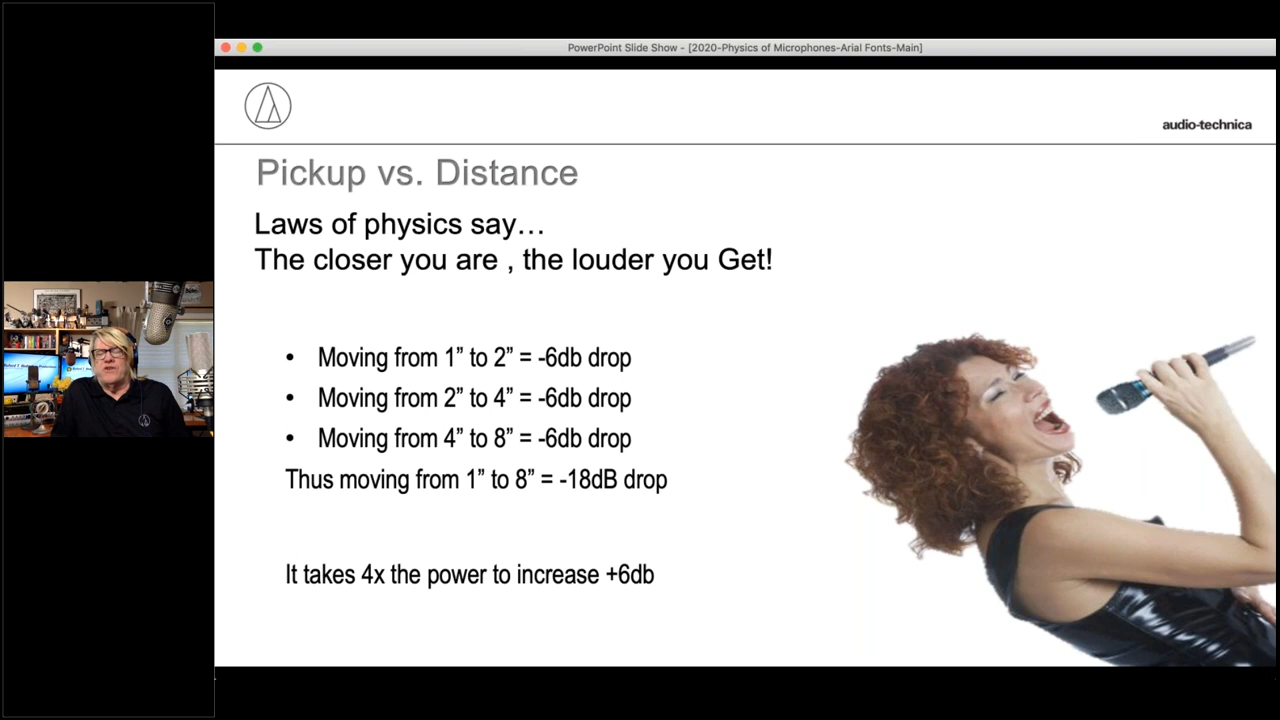 PowerPoint Slide Show - [2020-Physics of Microphones-Arial Fonts-Main]
audio-technica
Pickup vs. Distance
Laws of physics say…
The closer you are , the louder you Get!
• Moving from 1” to 2” = -6db drop
• Moving from 2” to 4” = -6db drop
• Moving from 4” to 8” = -6db drop
Thus moving from 1” to 8” = -18dB drop
It takes 4x the power to increase +6db